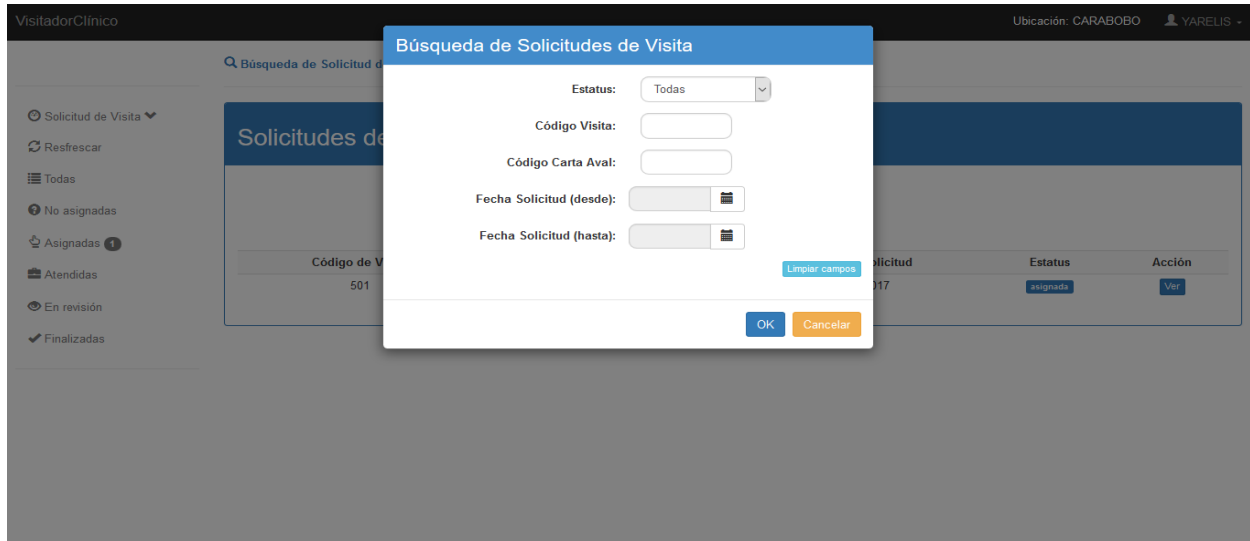 VisitadorClínico
Ubicación: CARABOBO
YARELIS
Búsqueda de Solicitud d
Solicitud de Visita
Resfrescar
Todas
No asignadas
Asignadas 1
Atendidas
En revisión
Finalizadas
Solicitudes de
Búsqueda de Solicitudes de Visita
Estatus: Todas
Código Visita:
Código Carta Aval:
Fecha Solicitud (desde):
Fecha Solicitud (hasta):
Limpiar campos
OK Cancelar
Código de V olicitud Estatus Acción
501 017 asignada Ver